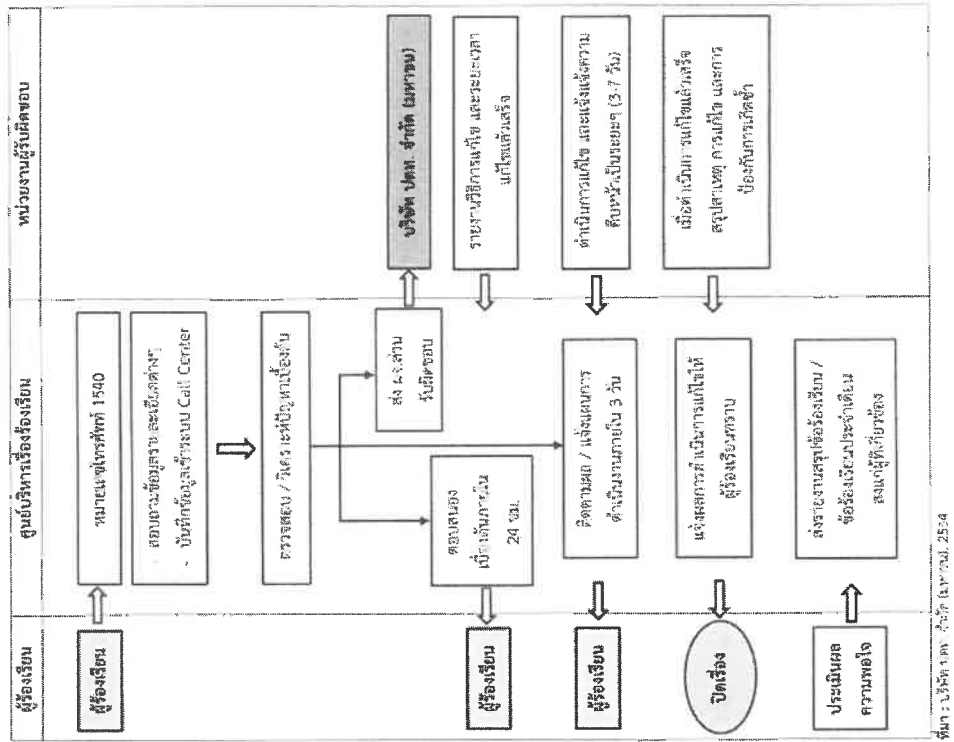 ผู้ร้องเรียน
ศูนย์บริหารเรื่องร้องเรียน
หน่วยงานผู้รับผิดชอบ
ผู้ร้องเรียน
หมายเลขโทรศัพท์ 1540
- สอบถามข้อมูลรายละเอียดต่างๆ
- บันทึกข้อมูลเข้าระบบ Call Center
ตรวจสอบ / วิเคราะห์ปัญหาเบื้องต้น
ส่ง ผจ.ส่วน
รับผิดชอบ
บริษัท ปตท. จำกัด (มหาชน)
ตอบสนอง
เบื้องต้นภายใน
24 ชม.
ผู้ร้องเรียน
รายงานวิธีการแก้ไข และระยะเวลา
แก้ไขแล้วเสร็จ
ดำเนินการแก้ไข และแจ้งแจ้งความ
คืบหน้าเป็นระยะๆ (3-7 วัน)
ติดตามผล / แจ้งแผนการ
ดำเนินงานภายใน 3 วัน
ผู้ร้องเรียน
เมื่อดำเนินการแก้ไขแล้วเสร็จ
สรุปสาเหตุ การแก้ไข และการ
ป้องกันการเกิดซ้ำ
แจ้งผลการดำเนินการแก้ไขให้
ผู้ร้องเรียนทราบ
ปิดเรื่อง
ประเมินผล
ความพอใจ
ส่งรายงานสรุปข้อร้องเรียน /
ข้อร้องเรียนประจำเดือน
ส่งแก่ผู้ที่เกี่ยวข้อง
ที่มา : บริษัท ปตท. จำกัด (มหาชน),